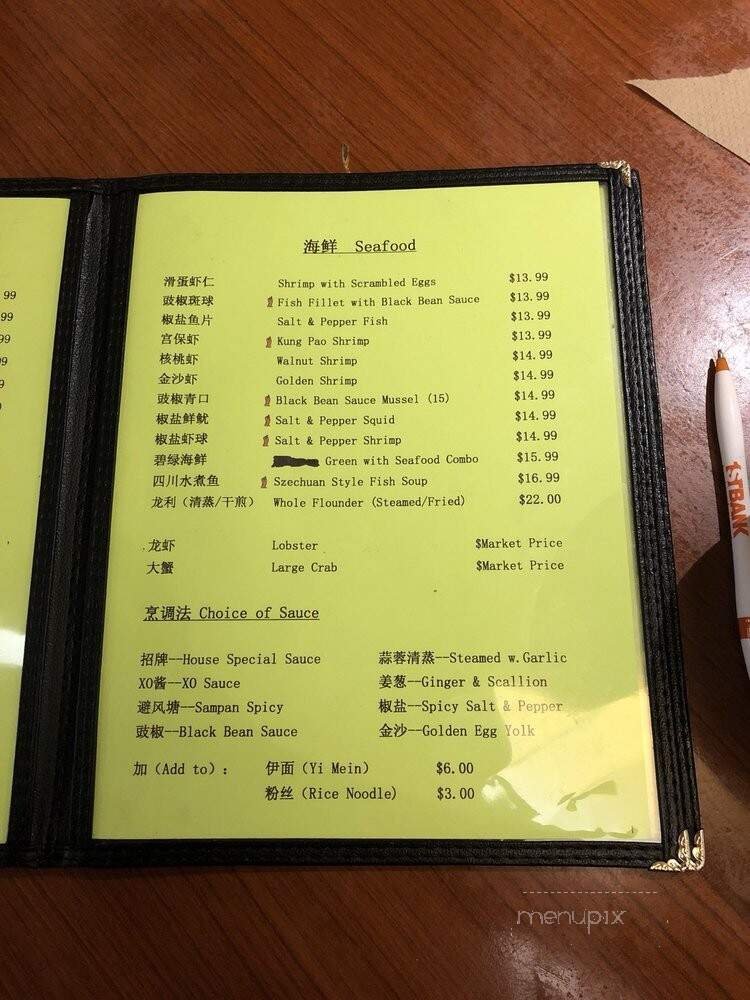 海鲜 Seafood
滑蛋虾仁 Shrimp with Scrambled Eggs $13.99
豉椒斑球 Fish Fillet with Black Bean Sauce $13.99
椒盐鱼片 Salt & Pepper Fish $13.99
宫保虾 Kung Pao Shrimp $13.99
核桃虾 Walnut Shrimp $14.99
金沙虾 Golden Shrimp $14.99
豉椒青口 Black Bean Sauce Mussel (15) $14.99
椒盐鲜鱿 Salt & Pepper Squid $14.99
椒盐虾球 Salt & Pepper Shrimp $14.99
碧绿海鲜 Green with Seafood Combo $15.99
四川水煮鱼 Szechuan Style Fish Soup $16.99
龙利（清蒸/干煎） Whole Flounder (Steamed/Fried) $22.00
龙虾 Lobster $Market Price
大蟹 Large Crab $Market Price
烹调法 Choice of Sauce
招牌--House Special Sauce 蒜蓉清蒸--Steamed w.Garlic
XO酱--XO Sauce 姜葱--Ginger & Scallion
避风塘--Sampan Spicy 椒盐--Spicy Salt & Pepper
豉椒--Black Bean Sauce 金沙--Golden Egg Yolk
加（Add to）： 伊面（Yi Mein） $6.00
粉丝（Rice Noodle） $3.00
99
99
99
99
9
1STBANK
menupix